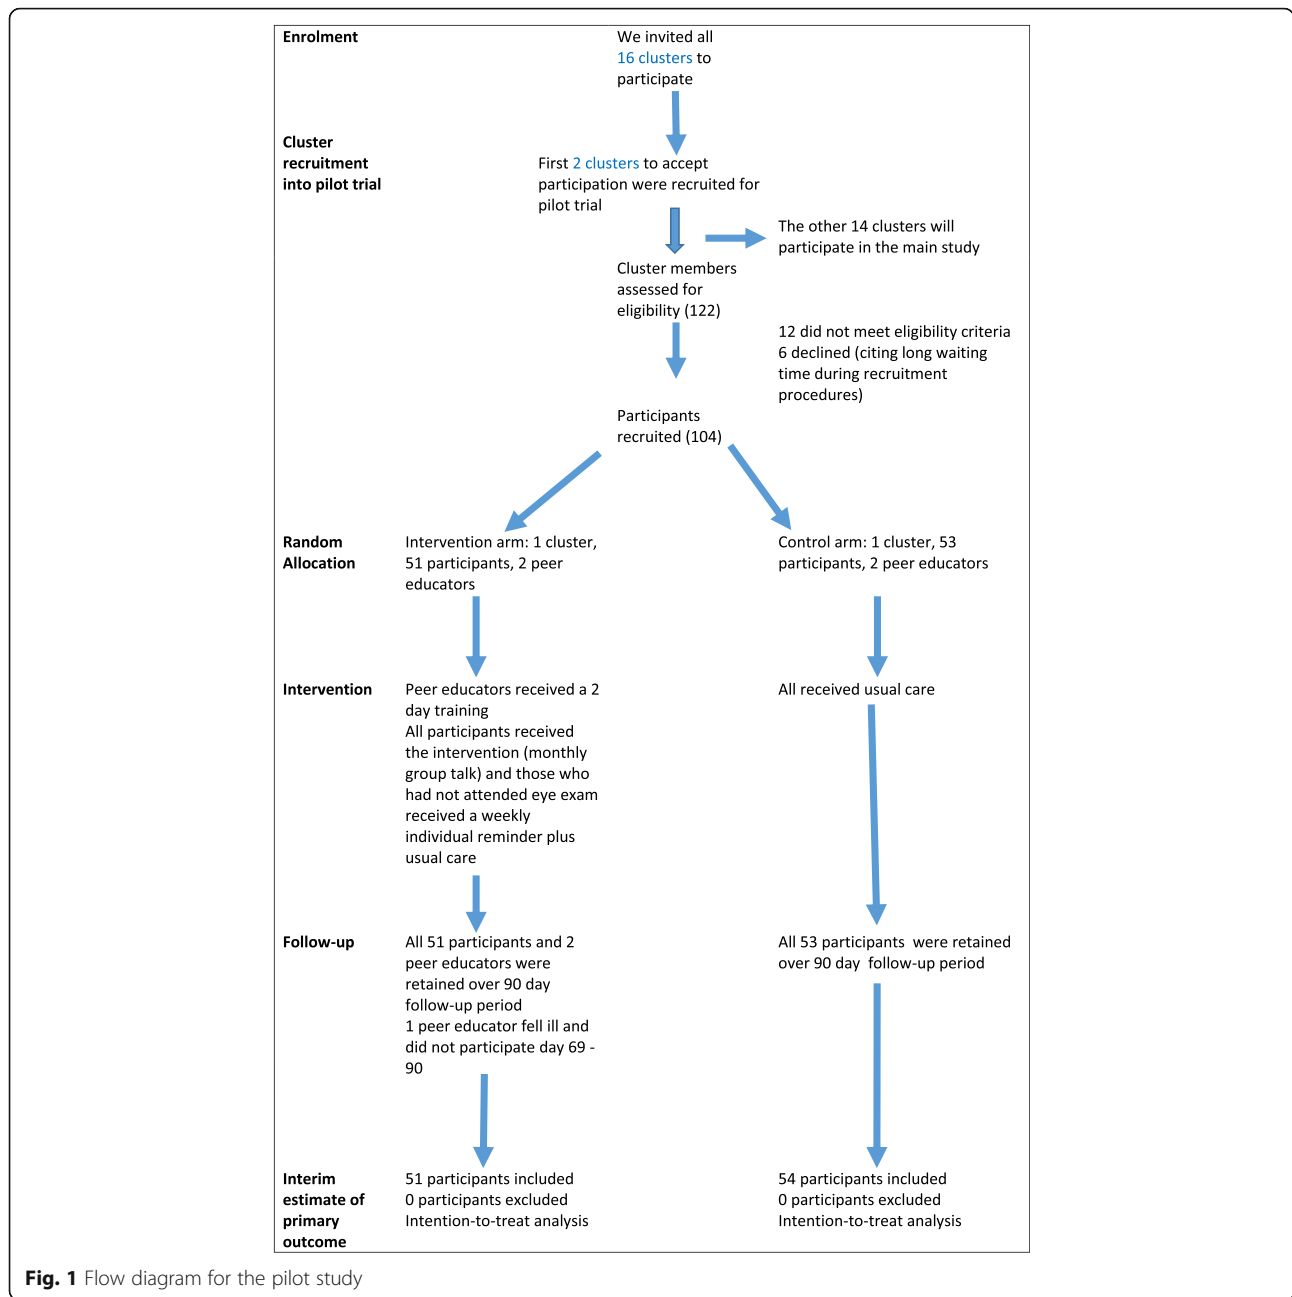 Enrolment
We invited all
16 clusters to
participate
Cluster
recruitment
into pilot trial
First 2 clusters to accept
participation were recruited for
pilot trial
The other 14 clusters will
participate in the main study
Cluster members
assessed for
eligibility (122)
12 did not meet eligibility criteria
6 declined (citing long waiting
time during recruitment
procedures)
Participants
recruited (104)
Random
Allocation
Intervention arm: 1 cluster,
51 participants, 2 peer
educators
Control arm: 1 cluster, 53
participants, 2 peer educators
Intervention
Peer educators received a 2
day training
All participants received
the intervention (monthly
group talk) and those who
had not attended eye exam
received a weekly
individual reminder plus
usual care
All received usual care
Follow-up
All 51 participants and 2
peer educators were
retained over 90 day
follow-up period
1 peer educator fell ill and
did not participate day 69 -
90
All 53 participants were retained
over 90 day follow-up period
Interim
estimate of
primary
outcome
51 participants included
0 participants excluded
Intention-to-treat analysis
54 participants included
0 participants excluded
Intention-to-treat analysis
Fig. 1 Flow diagram for the pilot study